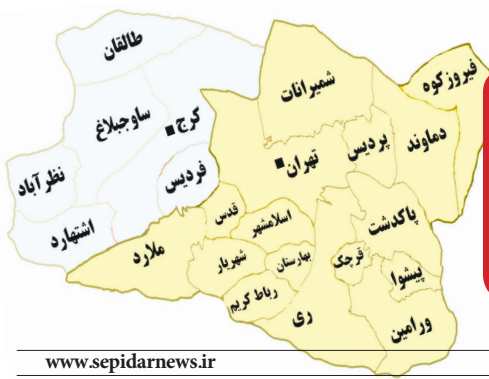 طالقان
فیروزکوه
شمیرانات
ساوجبلاغ
کرج
دماوند
پردیس
تهران
نظرآباد
فردیس
قدس
اسلامشهر
پاکدشت
اشتهارد
ملارد
شهریار
بهارستان
قرچک
پیشوا
رباط کریم
ری
ورامین
www.sepidarnews.ir